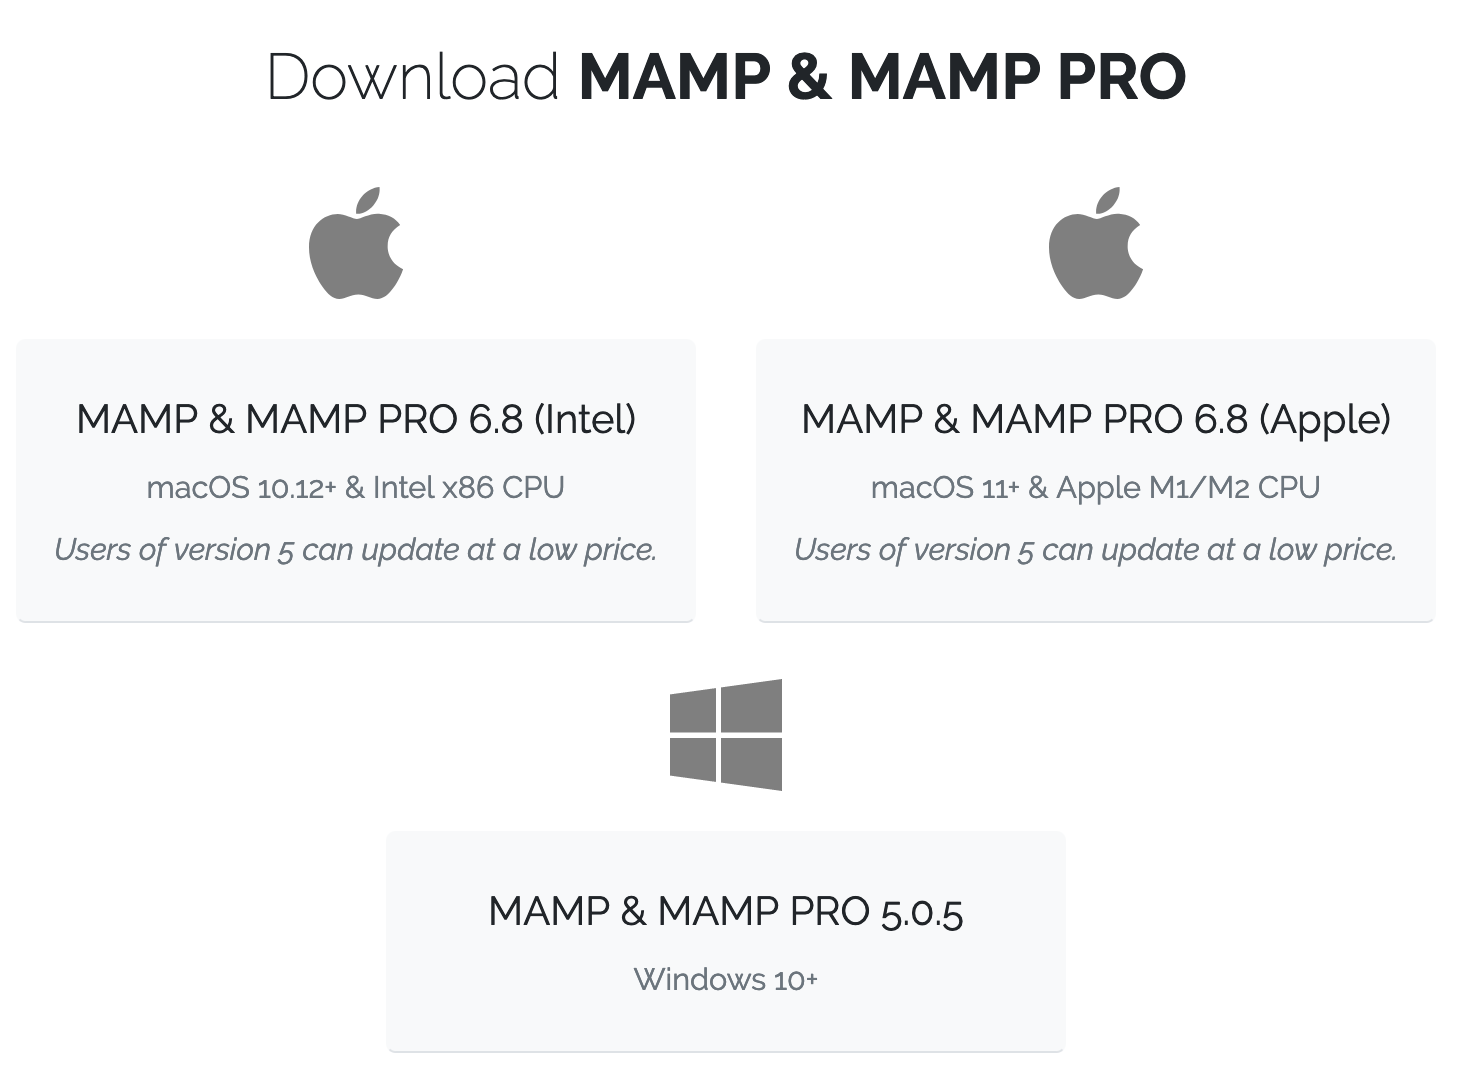 Download MAMP & MAMP PRO
MAMP & MAMP PRO 6.8 (Intel)
macOS 10.12+ & Intel x86 CPU
Users of version 5 can update at a low price.
MAMP & MAMP PRO 6.8 (Apple)
macOS 11+ & Apple M1/M2 CPU
Users of version 5 can update at a low price.
MAMP & MAMP PRO 5.0.5
Windows 10+